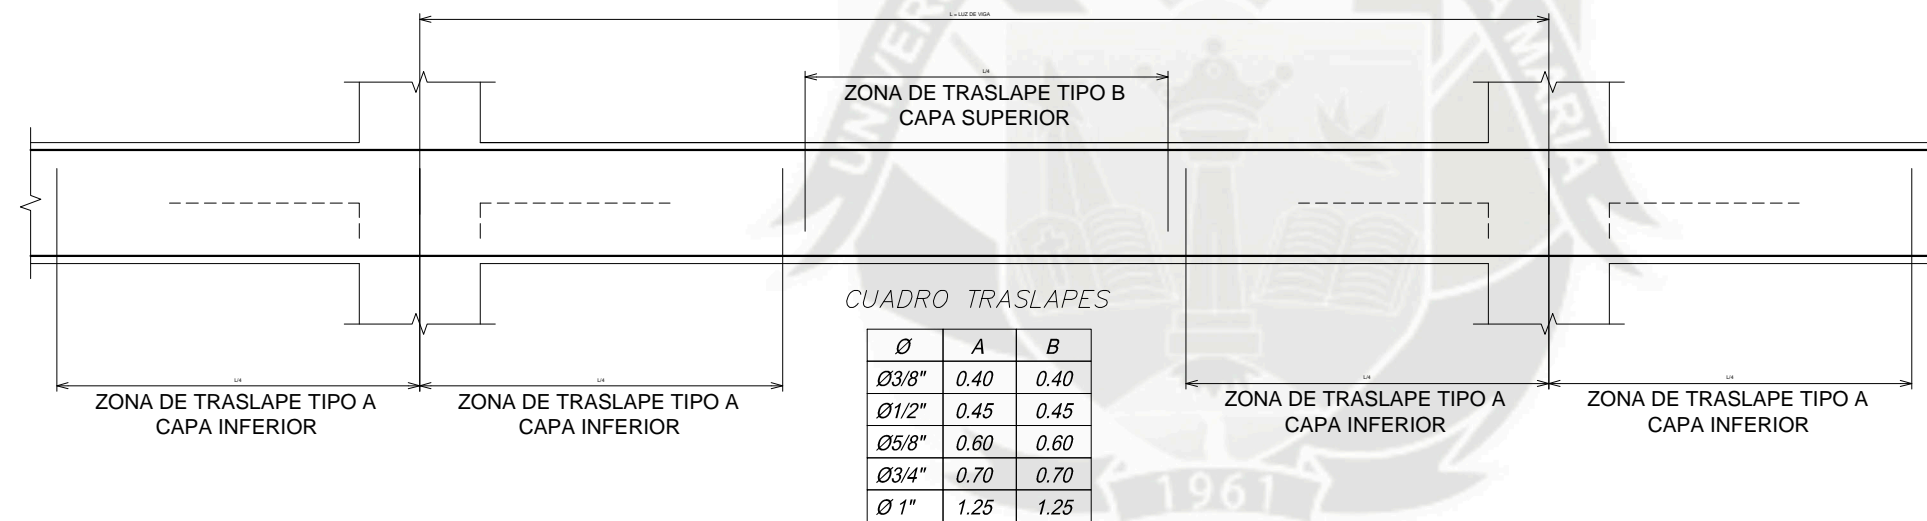 L = LUZ DE VIGA
L/4
ZONA DE TRASLAPE TIPO B
CAPA SUPERIOR
UNIVER
MARIA
CUADRO TRASLAPES
Ø A B
Ø3/8" 0.40 0.40
Ø1/2" 0.45 0.45
Ø5/8" 0.60 0.60
Ø3/4" 0.70 0.70
Ø 1" 1.25 1.25
L/4
ZONA DE TRASLAPE TIPO A
CAPA INFERIOR
L/4
ZONA DE TRASLAPE TIPO A
CAPA INFERIOR
L/4
ZONA DE TRASLAPE TIPO A
CAPA INFERIOR
L/4
ZONA DE TRASLAPE TIPO A
CAPA INFERIOR
1961